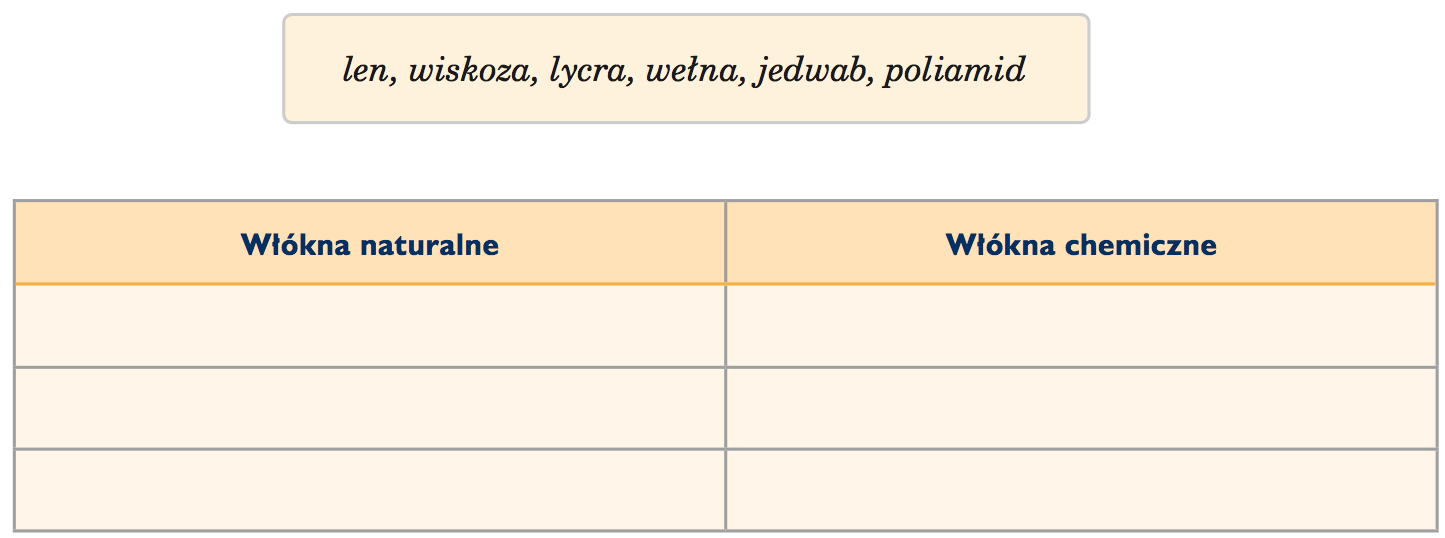 len, wiskoza, lycra, wełna, jedwab, poliamid
Włókna naturalne
Włókna chemiczne